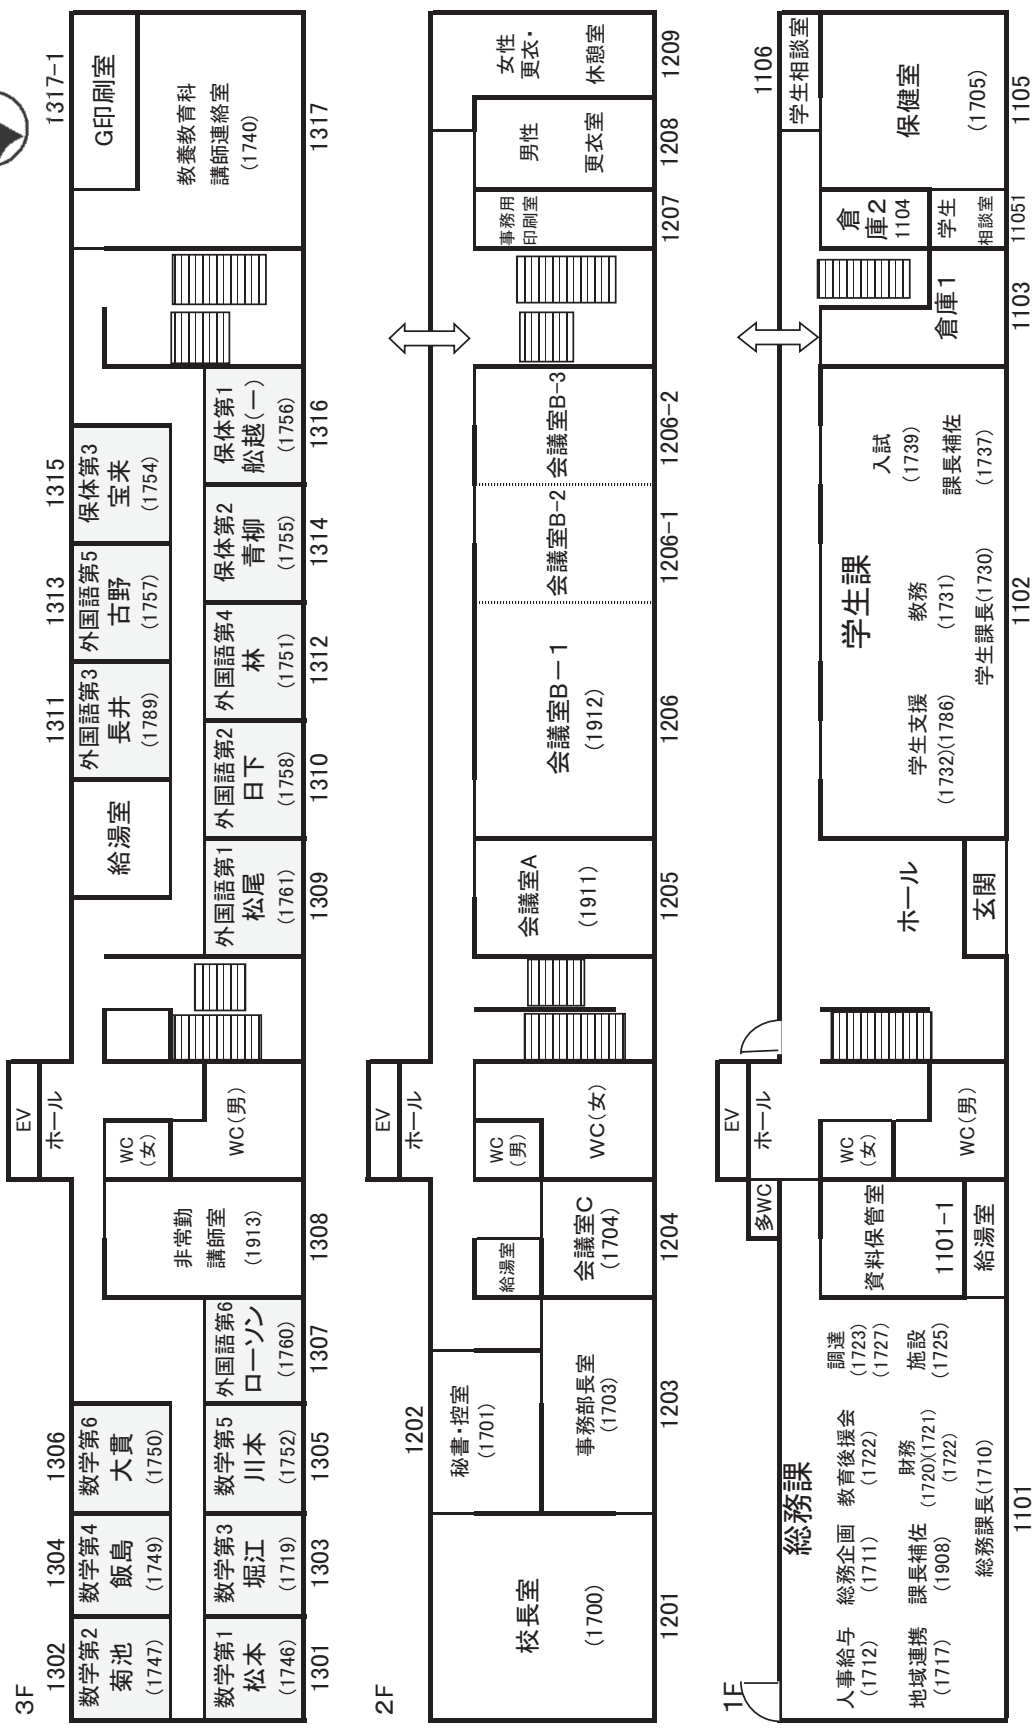 3F
1302
1304
1306
1311
1313
1315
1317-1
数学第2
菊池
(1747)
数学第4
飯島
(1749)
数学第6
大貫
(1750)
EV
ホール
給湯室
外国語第3
長井
(1789)
外国語第5
古野
(1757)
保体第3
宝来
(1754)
G印刷室
数学第1
松本
(1746)
数学第3
堀江
(1719)
数学第5
川本
(1752)
外国語第6
ローソン
(1760)
非常勤
講師室
(1913)
WC
(女)
WC(男)
外国語第1
松尾
(1761)
外国語第2
日下
(1758)
外国語第4
林
(1751)
保体第2
青柳
(1755)
保体第1
舩越(一)
(1756)
教養教育科
講師連絡室
(1740)
1301
1303
1305
1307
1308
1309
1310
1312
1314
1316
1317
2F
1202
EV
ホール
校長室
(1700)
秘書・控室
(1701)
事務部長室
(1703)
給湯室
会議室C
(1704)
WC
(男)
WC(女)
会議室A
(1911)
会議室B－1
(1912)
会議室B-2
会議室B-3
事務用
印刷室
男性
更衣室
女性
更衣・
休憩室
1201
1203
1204
1205
1206
1206-1
1206-2
1207
1208
1209
1F
EV
ホール
多WC
1106
学生相談室
総務課
人事給与
(1712)
総務企画
(1711)
教育後援会
(1722)
調達
(1723)
(1727)
地域連携
(1717)
課長補佐
(1908)
財務
(1720)(1721)
(1722)
施設
(1725)
総務課長(1710)
資料保管室
1101-1
給湯室
WC
(女)
WC(男)
ホール
玄関
学生課
学生支援
(1732)(1786)
教務
(1731)
入試
(1739)
課長補佐
(1737)
学生課長(1730)
倉庫1
倉
庫2
1104
学生
相談室
保健室
(1705)
1101
1102
1103
11051
1105